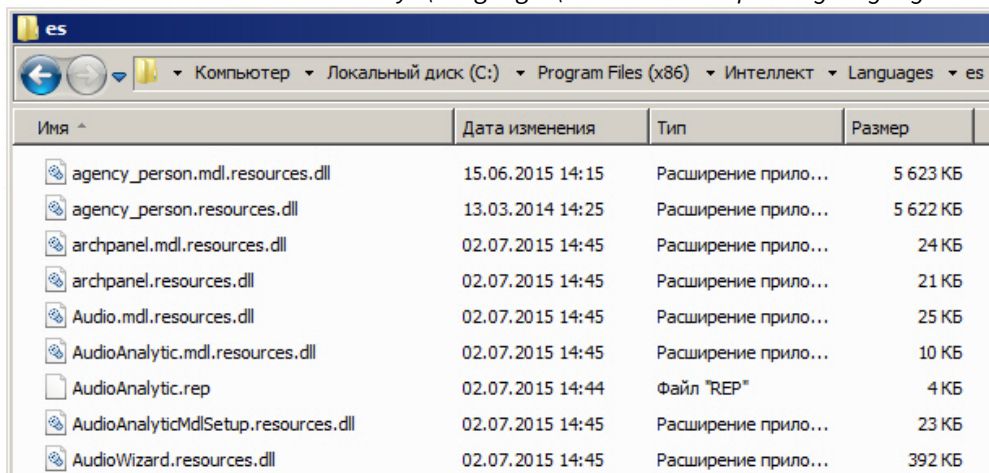 es
Компьютер Локальный диск (C:) Program Files (x86) Интеллект Languages es
Имя Дата изменения Тип Размер
agency_person.mdl.resources.dll 15.06.2015 14:15 Расширение прило... 5 623 КБ
agency_person.resources.dll 13.03.2014 14:25 Расширение прило... 5 622 КБ
archpanel.mdl.resources.dll 02.07.2015 14:45 Расширение прило... 24 КБ
archpanel.resources.dll 02.07.2015 14:45 Расширение прило... 21 КБ
Audio.mdl.resources.dll 02.07.2015 14:45 Расширение прило... 25 КБ
AudioAnalytic.mdl.resources.dll 02.07.2015 14:45 Расширение прило... 10 КБ
AudioAnalytic.rep 02.07.2015 14:44 Файл "REP" 4 КБ
AudioAnalyticMdlSetup.resources.dll 02.07.2015 14:45 Расширение прило... 23 КБ
AudioWizard.resources.dll 02.07.2015 14:45 Расширение прило... 392 КБ